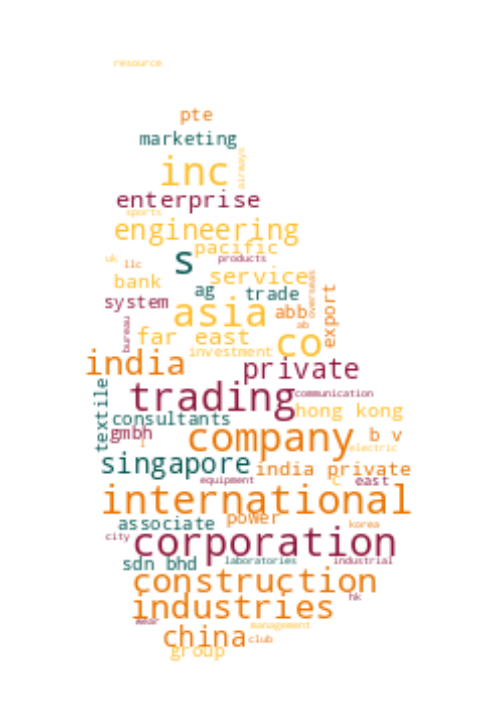 resource
pte
marketing
inc
airways
enterprise
sports
engineering
pacific
s
products
uk
llc
service
bank
ag
trade
overseas
system
asia
abb
export
ab
bureau
far east
co
investment
india
private
trading
communication
textile
hong kong
consultants
gmbh
company
b v
l
electric
singapore
india private
equipment
c
east
international
associate
power
korea
city
corporation
sdn bhd
laboratories
industrial
construction
hk
industries
wear
management
china
club
group